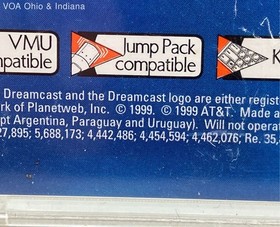 VOA Ohio & Indiana
VMU
patible
Jump Pack
compatible
K
Dreamcast and the Dreamcast logo are either regist
rk of Planetweb, Inc. © 1999. © 1999 AT&T. Made a
pt Argentina, Paraguay and Uruguay). Will not operat
27,895; 5,688,173; 4,442,486; 4,454,594; 4,462,076; Re. 35,